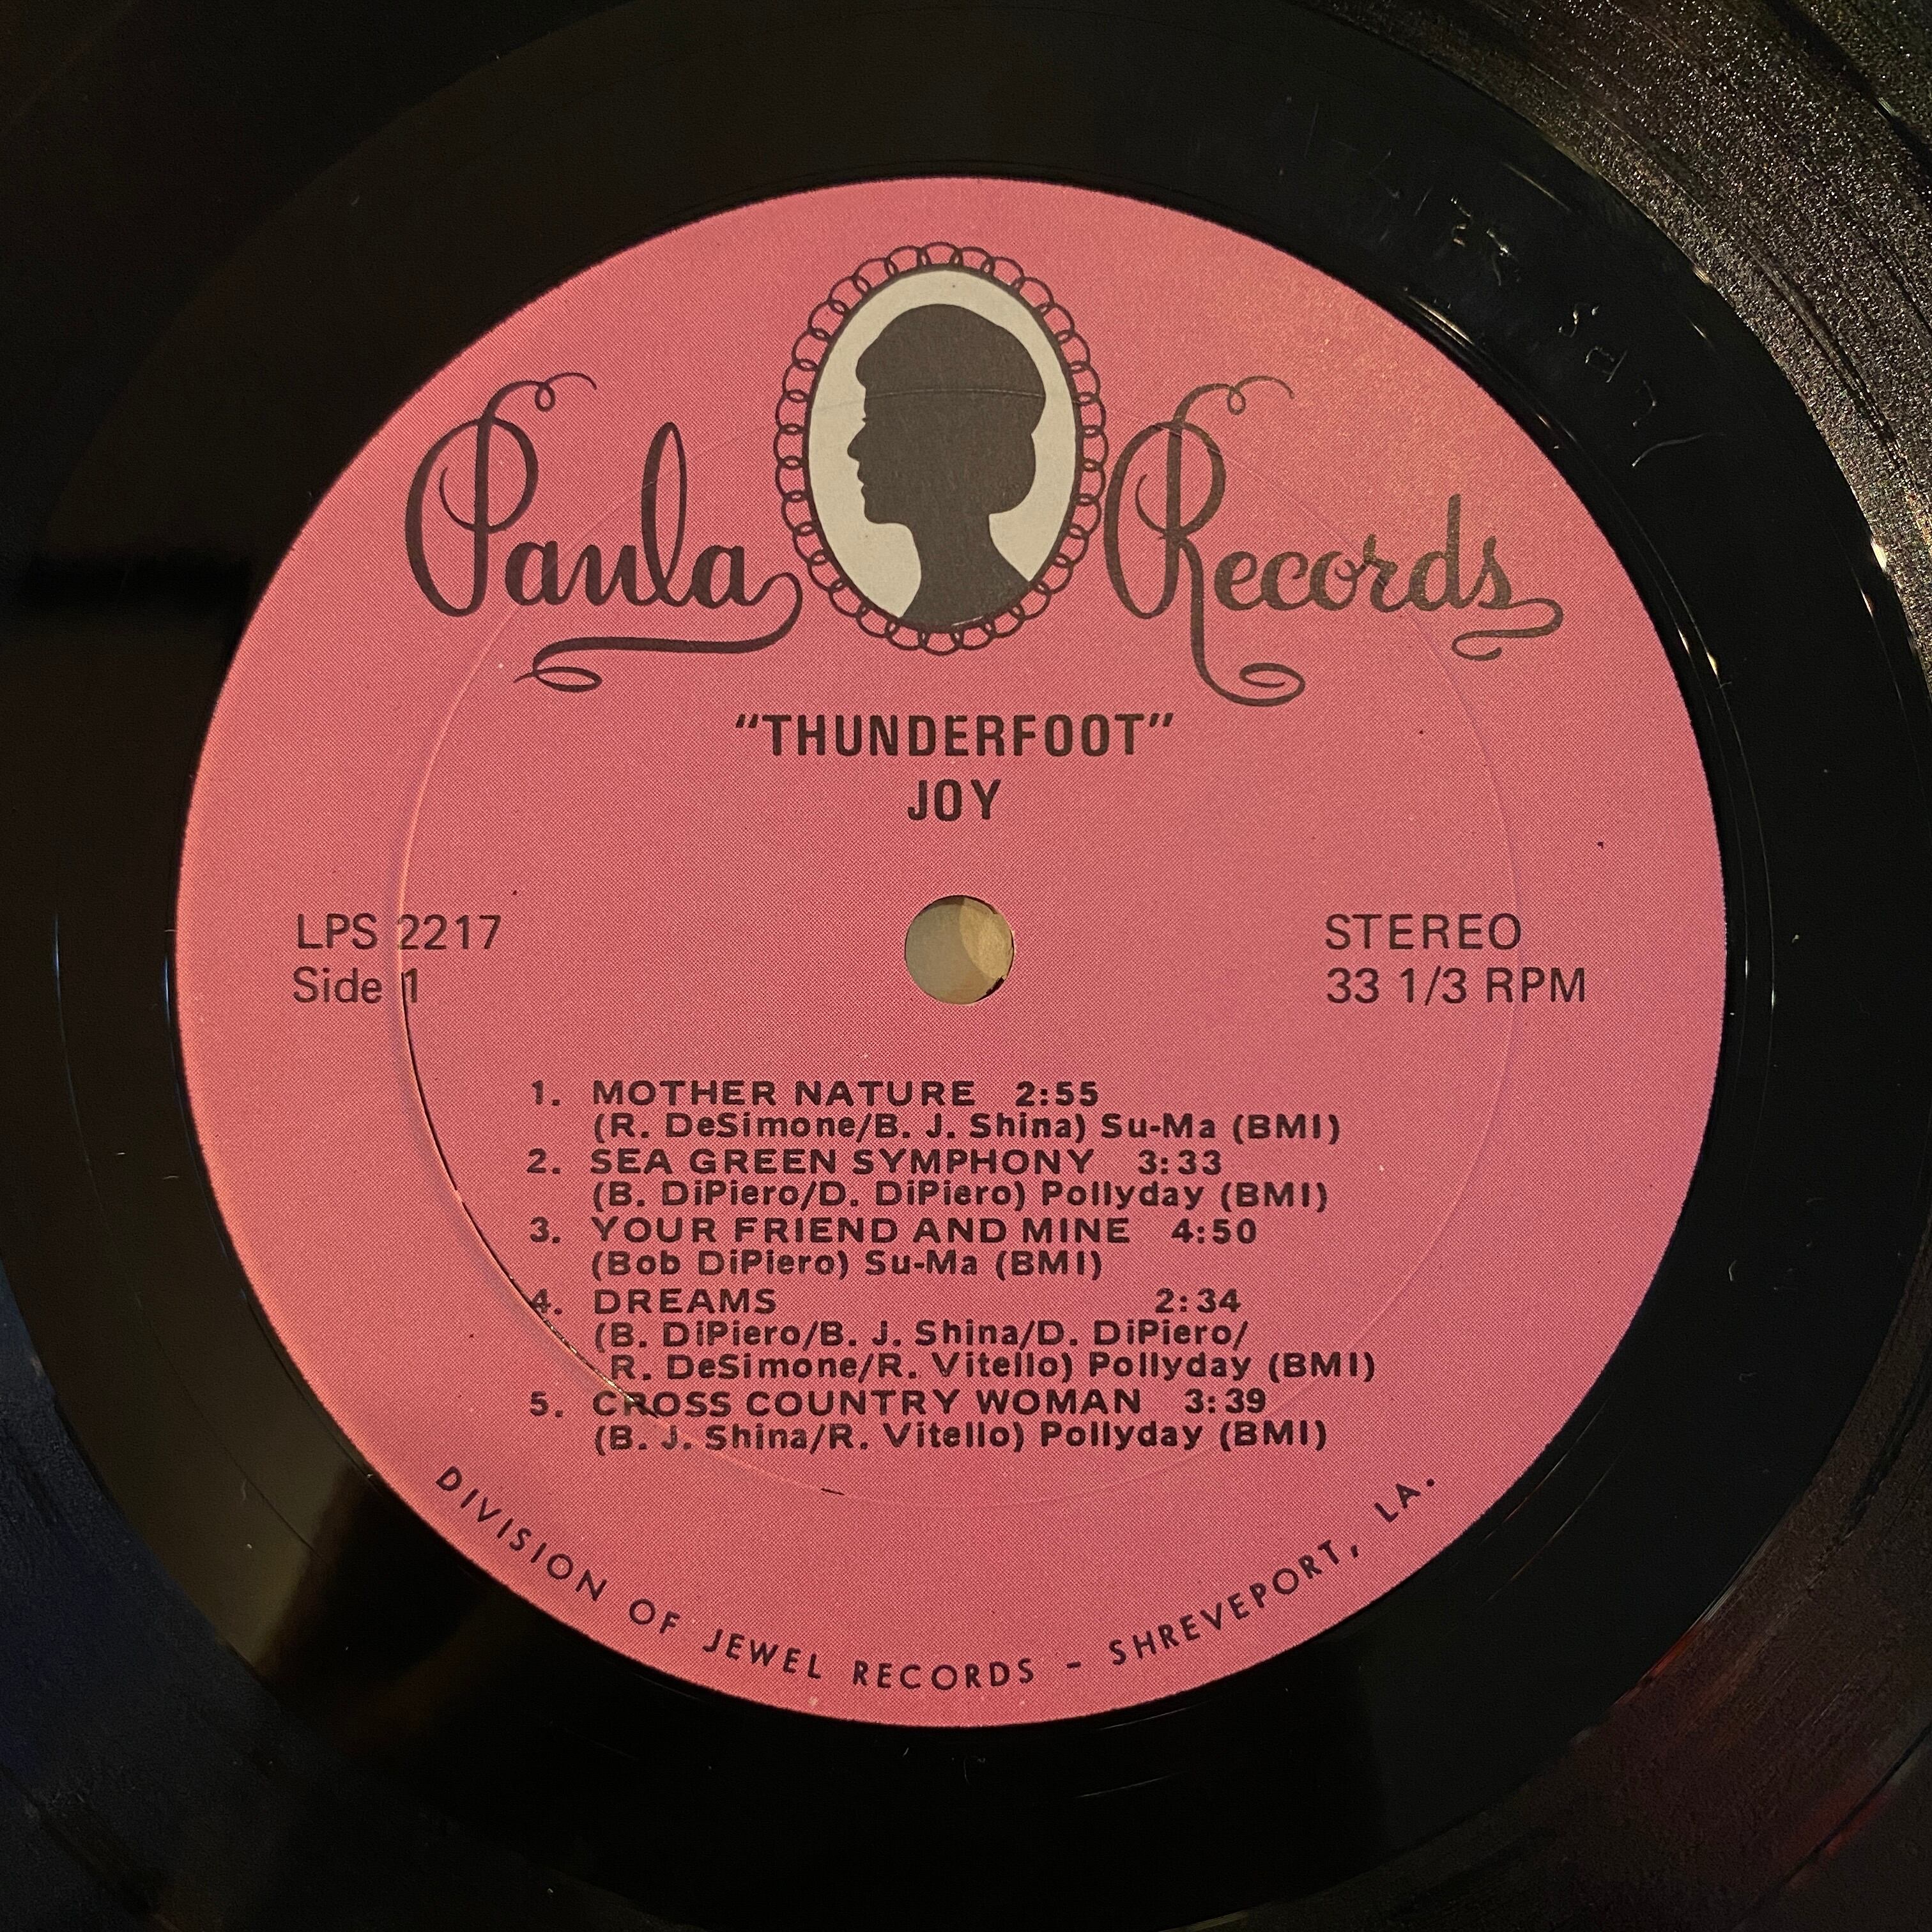 Paula Records
"THUNDERFOOT"
JOY
LPS 2217
Side 1
STEREO
33 1/3 RPM
1. MOTHER NATURE 2:55
(R. DeSimone/B. J. Shina) Su-Ma (BMI)
2. SEA GREEN SYMPHONY 3:33
(B. DiPiero/D. DiPiero) Pollyday (BMI)
3. YOUR FRIEND AND MINE 4:50
(Bob DiPiero) Su-Ma (BMI)
4. DREAMS 2:34
(B. DiPiero/B. J. Shina/D. DiPiero/
R. DeSimone/R. Vitello) Pollyday (BMI)
5. CROSS COUNTRY WOMAN 3:39
(B. J. Shina/R. Vitello) Pollyday (BMI)
DIVISION OF JEWEL RECORDS – SHREVEPORT, LA.